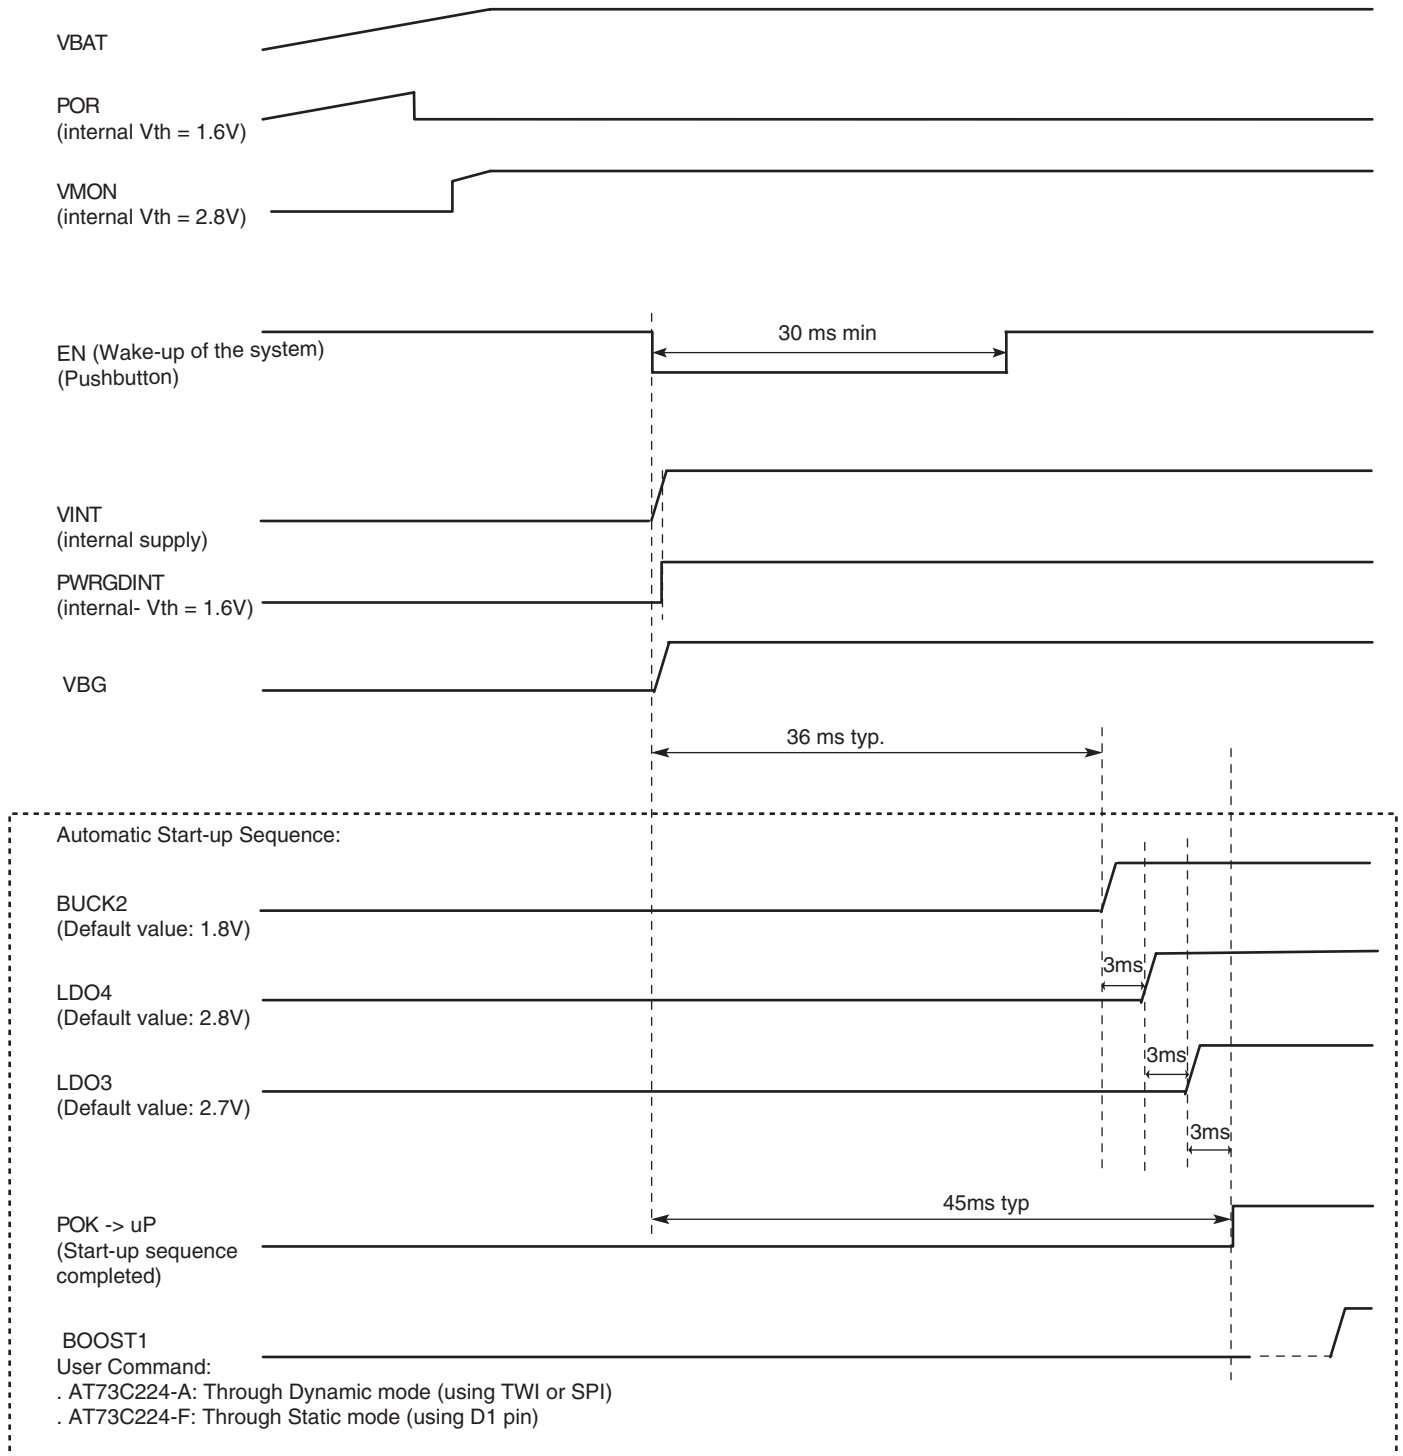 VBAT
POR
(internal Vth = 1.6V)
VMON
(internal Vth = 2.8V)
30 ms min
EN (Wake-up of the system)
(Pushbutton)
VINT
(internal supply)
PWRGDINT
(internal- Vth = 1.6V)
VBG
36 ms typ.
Automatic Start-up Sequence:
BUCK2
(Default value: 1.8V)
3ms
LDO4
(Default value: 2.8V)
3ms
LDO3
(Default value: 2.7V)
3ms
45ms typ
POK -> uP
(Start-up sequence
completed)
BOOST1
User Command:
. AT73C224-A: Through Dynamic mode (using TWI or SPI)
. AT73C224-F: Through Static mode (using D1 pin)